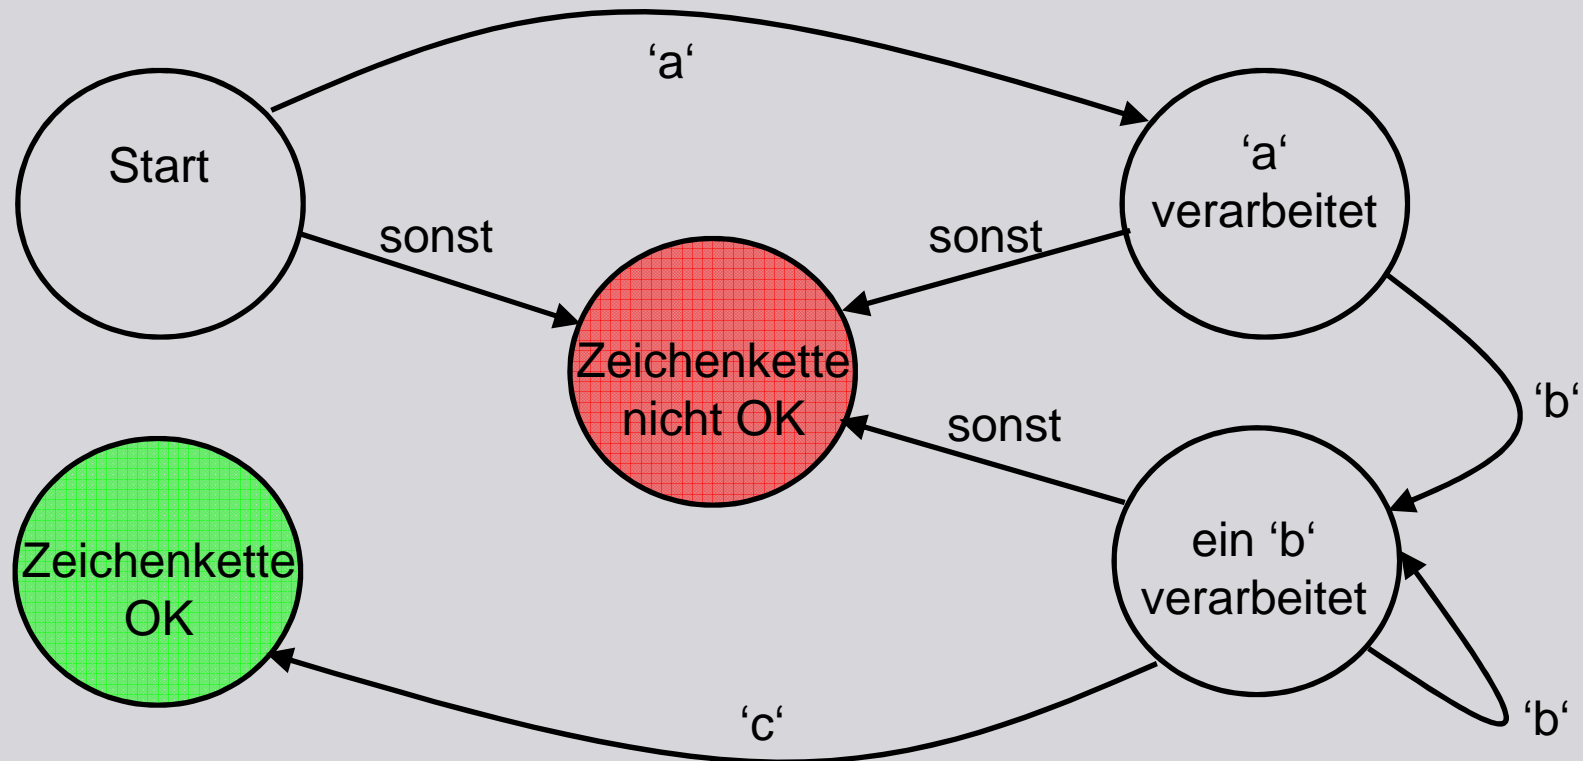 ‘a‘
Start
‘a‘
verarbeitet
sonst
sonst
Zeichenkette
nicht OK
sonst
‘b‘
Zeichenkette
OK
ein ‘b‘
verarbeitet
‘c‘
‘b‘